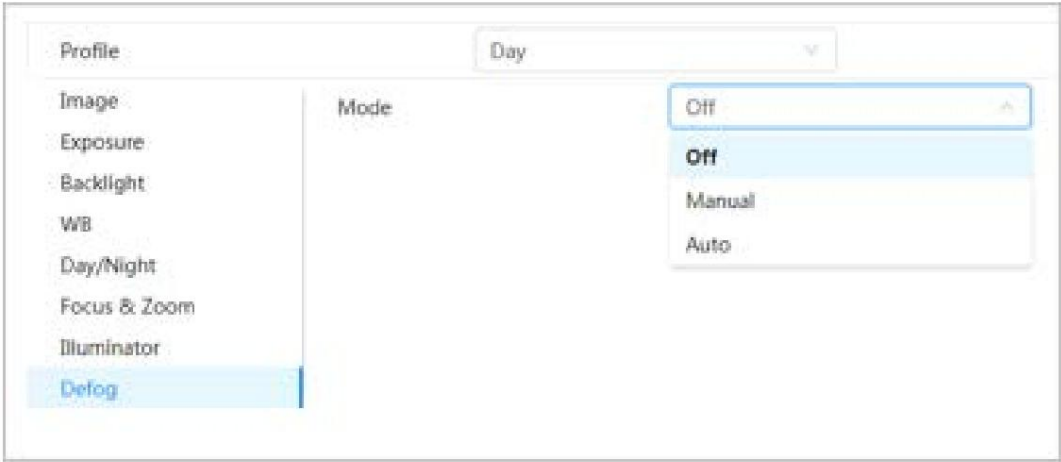 Profile Day
Image
Mode Off
Exposure
Off
Backlight
Manual
WB
Auto
Day/Night
Focus & Zoom
Illuminator
Defog